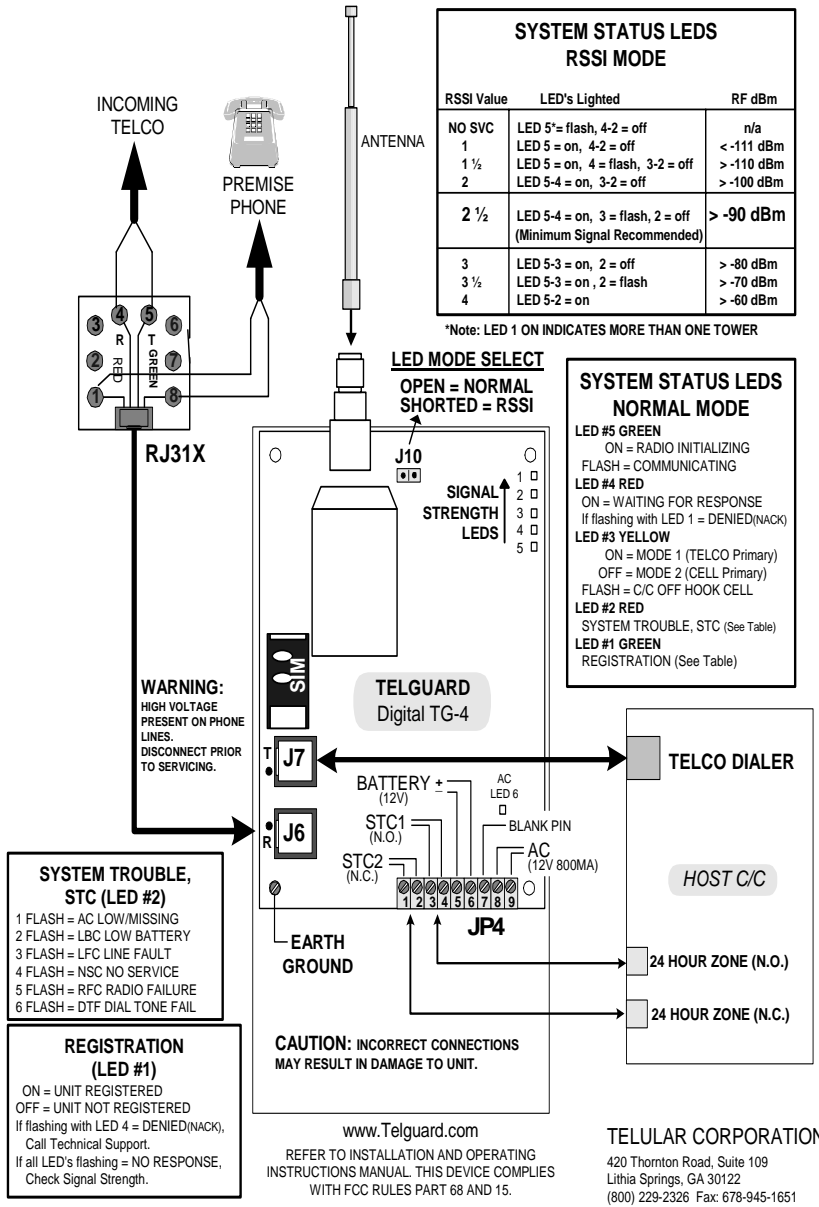 INCOMING
TELCO
PREMISE
PHONE
ANTENNA
SYSTEM STATUS LEDS
RSSI MODE
RSSI Value LED's Lighted RF dBm
NO SVC LED 5*= flash, 4-2 = off n/a
1 LED 5 = on, 4-2 = off < -111 dBm
1 ½ LED 5 = on, 4 = flash, 3-2 = off > -110 dBm
2 LED 5-4 = on, 3-2 = off > -100 dBm
2 ½ LED 5-4 = on, 3 = flash, 2 = off > -90 dBm
(Minimum Signal Recommended)
3 LED 5-3 = on, 2 = off > -80 dBm
3 ½ LED 5-3 = on , 2 = flash > -70 dBm
4 LED 5-2 = on > -60 dBm
*Note: LED 1 ON INDICATES MORE THAN ONE TOWER
3 4 5 6
R T
2 RED GREEN 7
1 8
RJ31X
LED MODE SELECT
OPEN = NORMAL
SHORTED = RSSI
J10
SIGNAL
STRENGTH
LEDS
1
2
3
4
5
SYSTEM STATUS LEDS
NORMAL MODE
LED #5 GREEN
ON = RADIO INITIALIZING
FLASH = COMMUNICATING
LED #4 RED
ON = WAITING FOR RESPONSE
If flashing with LED 1 = DENIED(NACK)
LED #3 YELLOW
ON = MODE 1 (TELCO Primary)
OFF = MODE 2 (CELL Primary)
FLASH = C/C OFF HOOK CELL
LED #2 RED
SYSTEM TROUBLE, STC (See Table)
LED #1 GREEN
REGISTRATION (See Table)
SIM
TELGUARD
Digital TG-4
WARNING:
HIGH VOLTAGE
PRESENT ON PHONE
LINES.
DISCONNECT PRIOR
TO SERVICING.
T J7
R J6
BATTERY + -
(12V)
AC
LED 6
STC1
(N.O.)
BLANK PIN
STC2
(N.C.)
AC
(12V 800MA)
1 2 3 4 5 6 7 8 9
JP4
EARTH
GROUND
TELCO DIALER
HOST C/C
24 HOUR ZONE (N.O.)
24 HOUR ZONE (N.C.)
SYSTEM TROUBLE,
STC (LED #2)
1 FLASH = AC LOW/MISSING
2 FLASH = LBC LOW BATTERY
3 FLASH = LFC LINE FAULT
4 FLASH = NSC NO SERVICE
5 FLASH = RFC RADIO FAILURE
6 FLASH = DTF DIAL TONE FAIL
REGISTRATION
(LED #1)
ON = UNIT REGISTERED
OFF = UNIT NOT REGISTERED
If flashing with LED 4 = DENIED(NACK),
Call Technical Support.
If all LED's flashing = NO RESPONSE,
Check Signal Strength.
CAUTION: INCORRECT CONNECTIONS
MAY RESULT IN DAMAGE TO UNIT.
www.Telguard.com
REFER TO INSTALLATION AND OPERATING
INSTRUCTIONS MANUAL. THIS DEVICE COMPLIES
WITH FCC RULES PART 68 AND 15.
TELULAR CORPORATION
420 Thornton Road, Suite 109
Lithia Springs, GA 30122
(800) 229-2326 Fax: 678-945-1651